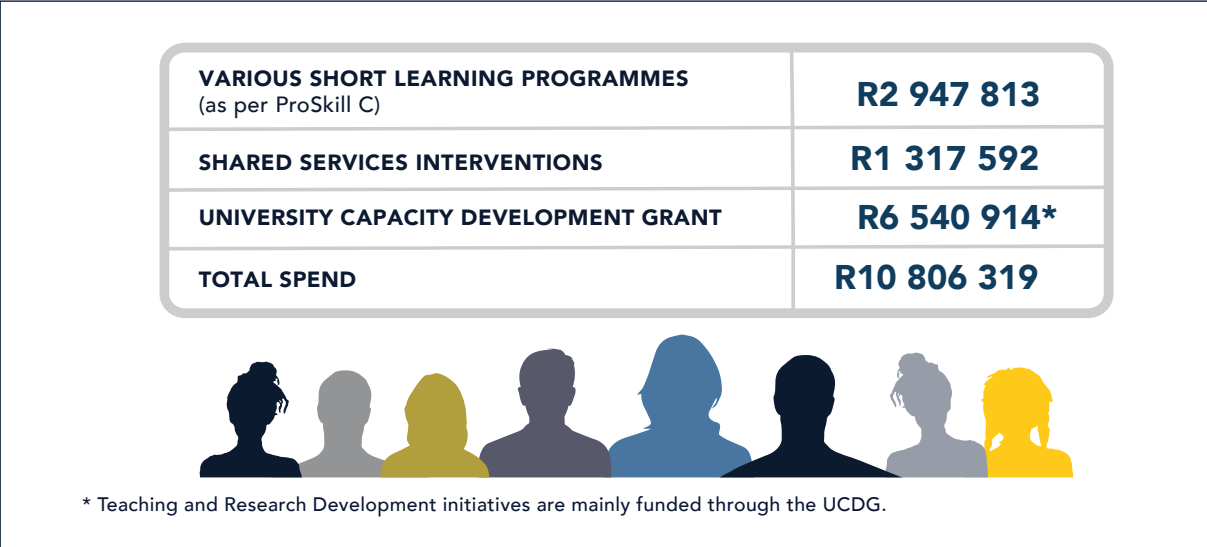 VARIOUS SHORT LEARNING PROGRAMMES
(as per ProSkill C)
R2 947 813
SHARED SERVICES INTERVENTIONS
R1 317 592
UNIVERSITY CAPACITY DEVELOPMENT GRANT
R6 540 914*
TOTAL SPEND
R10 806 319
* Teaching and Research Development initiatives are mainly funded through the UCDG.